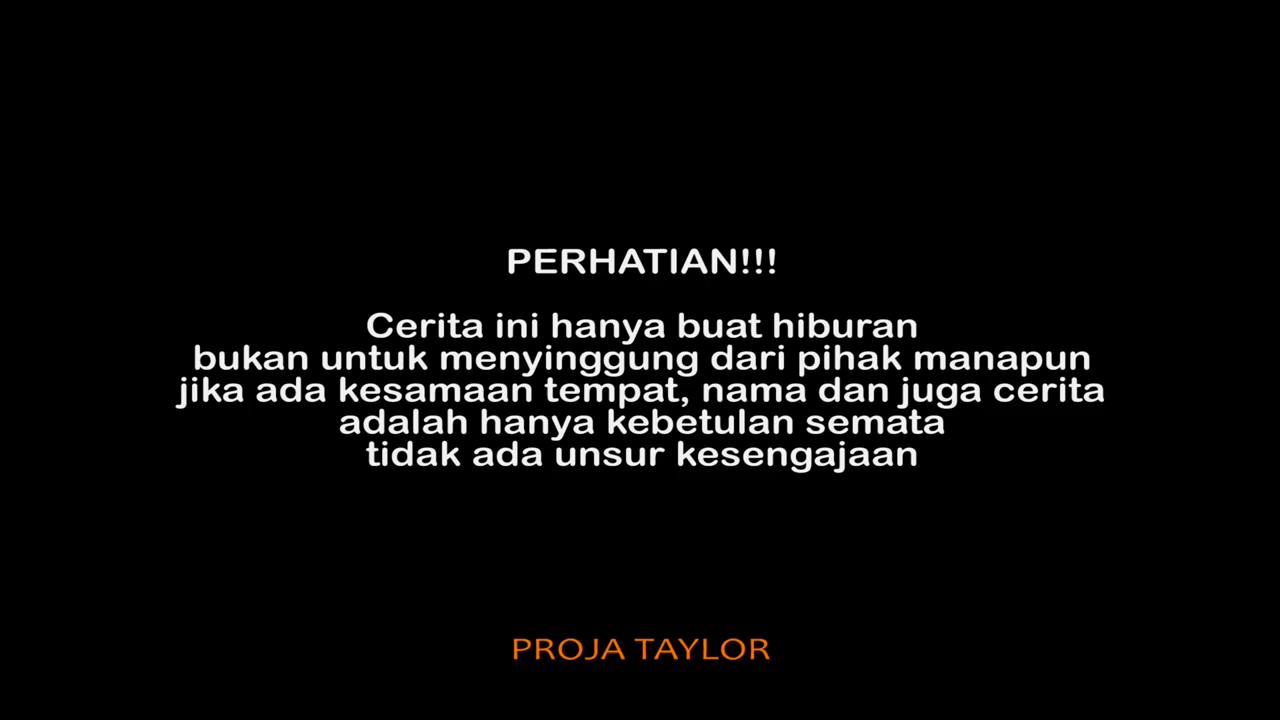 PERHATIAN!!!
Cerita ini hanya buat hiburan
bukan untuk menyinggung dari pihak manapun
jika ada kesamaan tempat, nama dan juga cerita
adalah hanya kebetulan semata
tidak ada unsur kesengajaan
PROJA TAYLOR